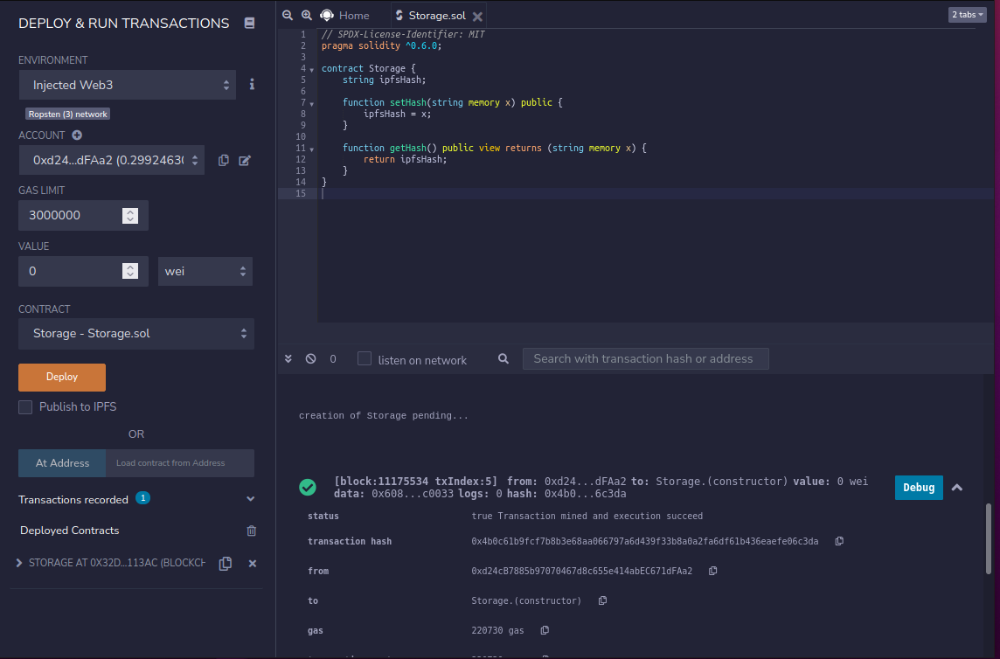 DEPLOY & RUN TRANSACTIONS
ENVIRONMENT
Injected Web3
Ropsten (3) network
ACCOUNT
0xd24...dFAa2 (0.2992463(
GAS LIMIT
3000000
VALUE
0
wei
CONTRACT
Storage - Storage.sol
Deploy
Publish to IPFS
OR
At Address
Load contract from Address
Transactions recorded 1
Deployed Contracts
STORAGE AT 0X32D...113AC (BLOCKCH
Home
Storage.sol
2 tabs
1 // SPDX-License-Identifier: MIT
2 pragma solidity ^0.6.0;
3
4 contract Storage {
5 string ipfsHash;
6
7 function setHash(string memory x) public {
8 ipfsHash = x;
9 }
10
11 function getHash() public view returns (string memory x) {
12 return ipfsHash;
13 }
14 }
15
0
listen on network
Search with transaction hash or address
creation of Storage pending...
[block:11175534 txIndex:5] from: 0xd24...dFAa2 to: Storage.(constructor) value: 0 wei
data: 0x608...c0033 logs: 0 hash: 0x4b0...6c3da
Debug
status true Transaction mined and execution succeed
transaction hash 0x4b0c61b9fcf7b8b3e68aa066797a6d439f33b8a0a2fa6df61b436eaefe06c3da
from 0xd24cB7885b97070467d8c655e414abEC671dFAa2
to Storage.(constructor)
gas 220730 gas